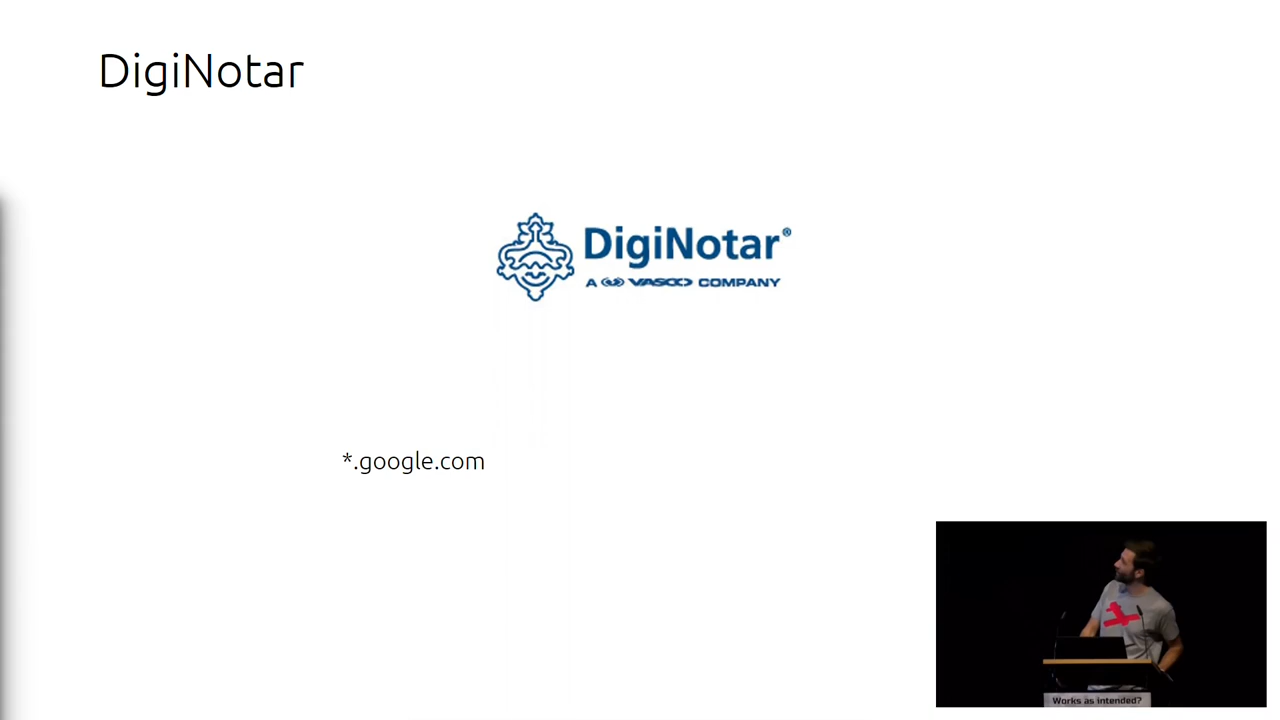 DigiNotar
DigiNotar®
A VASCO COMPANY
*.google.com
Works as intended?